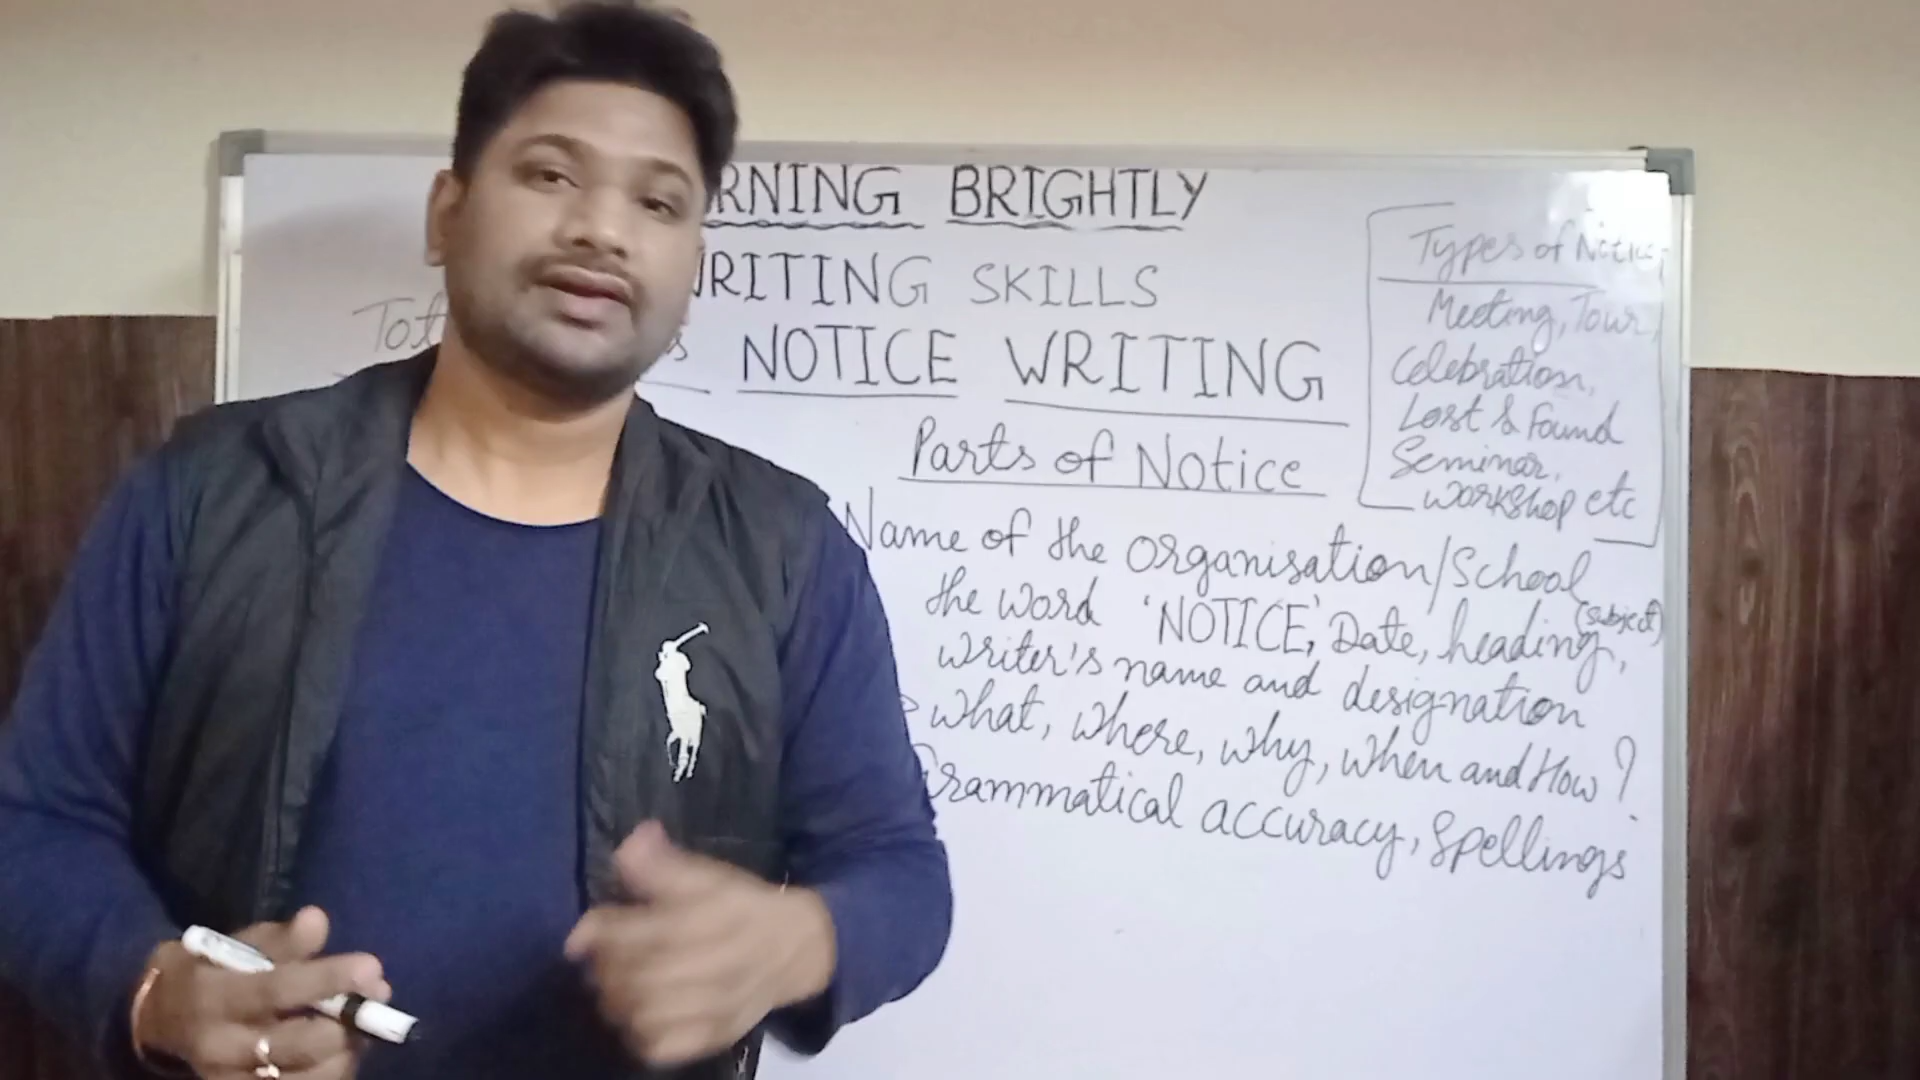 RNING BRIGHTLY
WRITING SKILLS
Tot
NOTICE WRITING
Parts of Notice
Name of the Organisation/School
the word 'NOTICE', Date, heading, (subject)
writer's name and designation
What, where, why, when and How?
Grammatical accuracy, Spellings
Types of Notice
Meeting, Tour,
Celebration,
Lost & Found
Seminar,
workshop etc